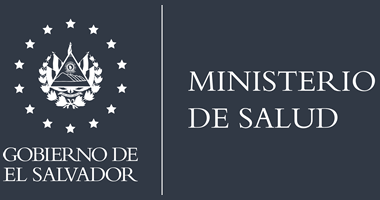 GOBIERNO DE
EL SALVADOR
MINISTERIO
DE SALUD